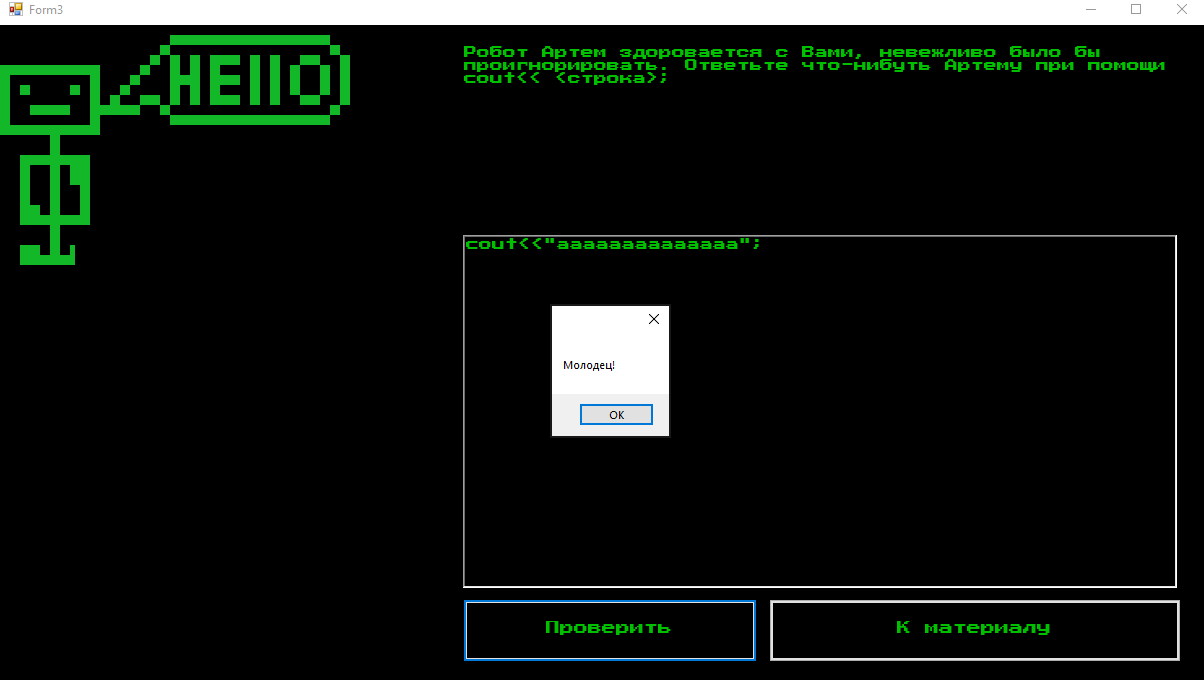 Form3
HEllO
Робот Артем здоровается с Вами, невежливо было бы
проигнорировать. Ответьте что-нибуть Артему при помощи
cout<< <строка>;
cout<<"aaaaaaaaaaaaaa";
Молодец!
OK
Проверить
К материалу